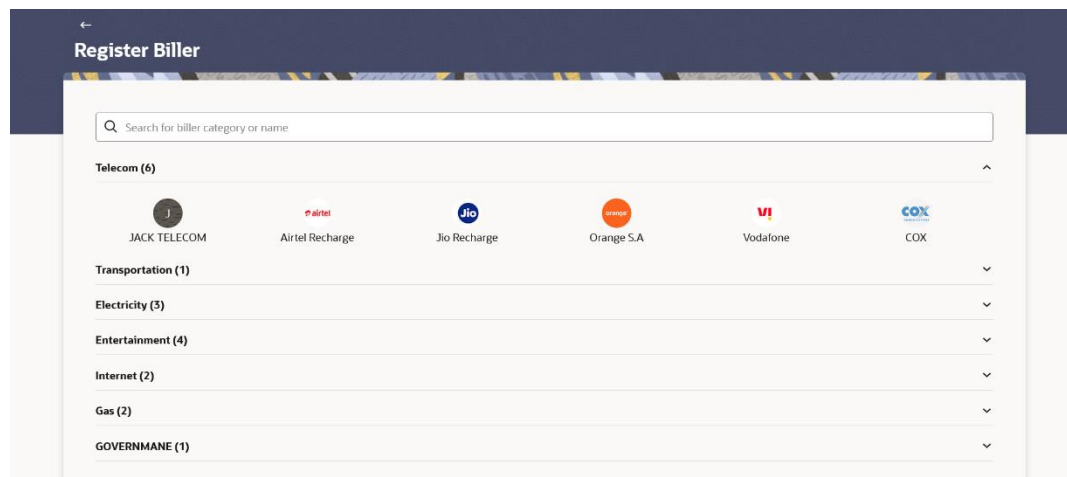 Register Biller
Search for biller category or name
Telecom (6)
J
airtel
Jio
orange
VI
COX
JACK TELECOM
Airtel Recharge
Jio Recharge
Orange S.A
Vodafone
COX
Transportation (1)
Electricity (3)
Entertainment (4)
Internet (2)
Gas (2)
GOVERNMANE (1)